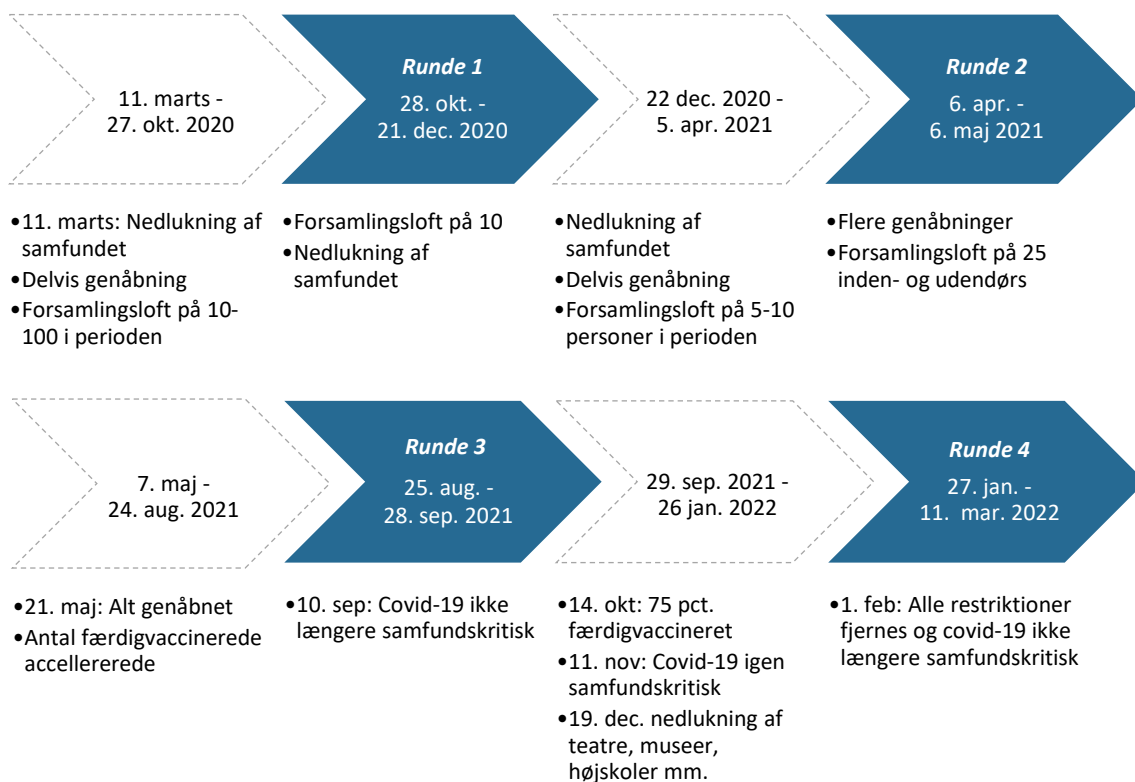 11. marts -
27. okt. 2020
Runde 1
28. okt. -
21. dec. 2020
22 dec. 2020 -
5. apr. 2021
Runde 2
6. apr. -
6. maj 2021
•11. marts: Nedlukning af
samfundet
•Delvis genåbning
•Forsamlingsloft på 10-
100 i perioden
•Forsamlingsloft på 10
•Nedlukning af
samfundet
•Nedlukning af
samfundet
•Delvis genåbning
•Forsamlingsloft på 5-10
personer i perioden
•Flere genåbninger
•Forsamlingsloft på 25
inden- og udendørs
7. maj -
24. aug. 2021
Runde 3
25. aug. -
28. sep. 2021
29. sep. 2021 -
26 jan. 2022
Runde 4
27. jan. -
11. mar. 2022
•21. maj: Alt genåbnet
•Antal færdigvaccinerede
accellererede
•10. sep: Covid-19 ikke
længere samfundskritisk
•14. okt: 75 pct.
færdigvaccineret
•11. nov: Covid-19 igen
samfundskritisk
•19. dec. nedlukning af
teatre, museer,
højskoler mm.
•1. feb: Alle restriktioner
fjernes og covid-19 ikke
længere samfundskritisk